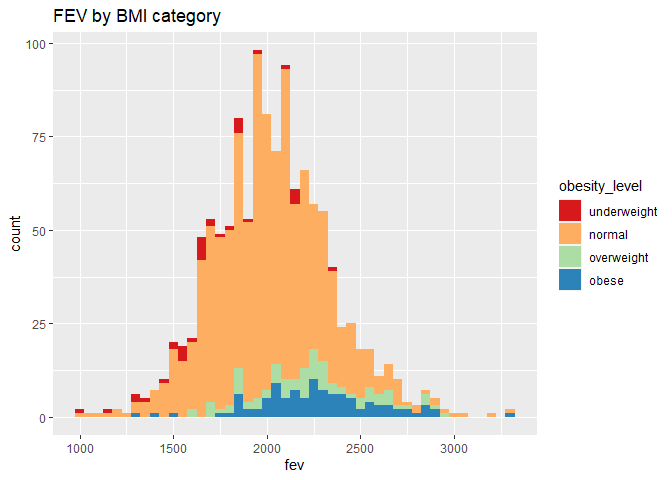 FEV by BMI category
100
75
50
25
0
count
1000 1500 2000 2500 3000
fev
obesity_level
underweight
normal
overweight
obese